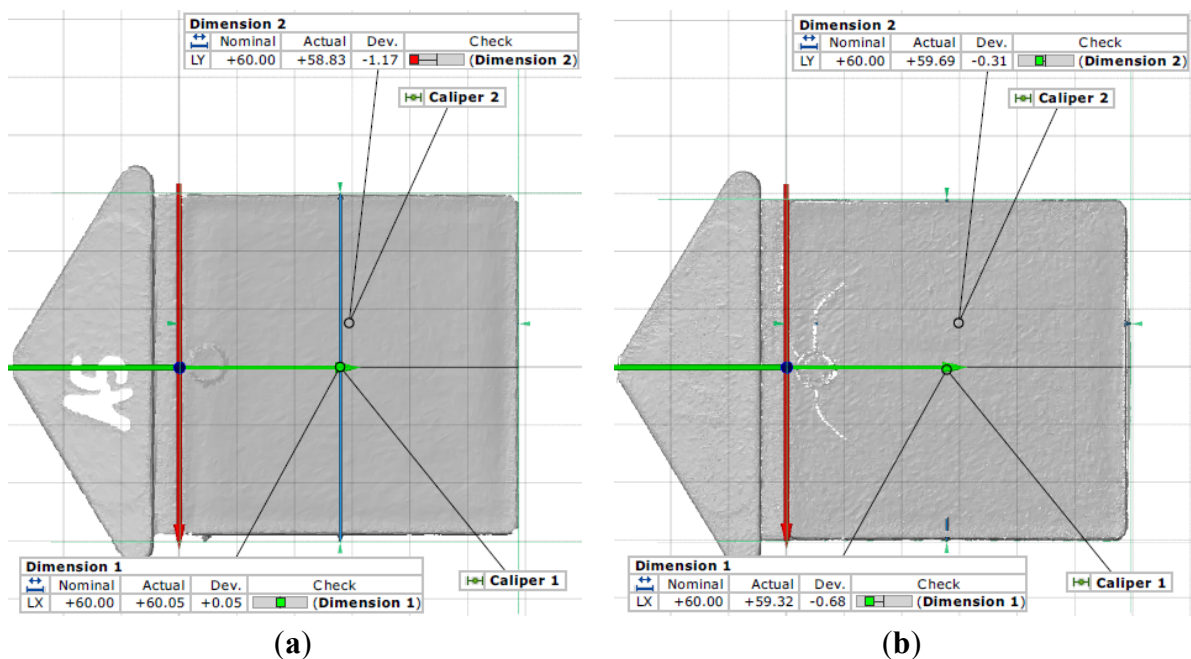 Dimension 2
Nominal Actual Dev. Check
LY +60.00 +58.83 -1.17 (Dimension 2)
Caliper 2
A5
Dimension 1
Nominal Actual Dev. Check
LX +60.00 +60.05 +0.05 (Dimension 1)
Caliper 1
(a)
Dimension 2
Nominal Actual Dev. Check
LY +60.00 +59.69 -0.31 (Dimension 2)
Caliper 2
Dimension 1
Nominal Actual Dev. Check
LX +60.00 +59.32 -0.68 (Dimension 1)
Caliper 1
(b)